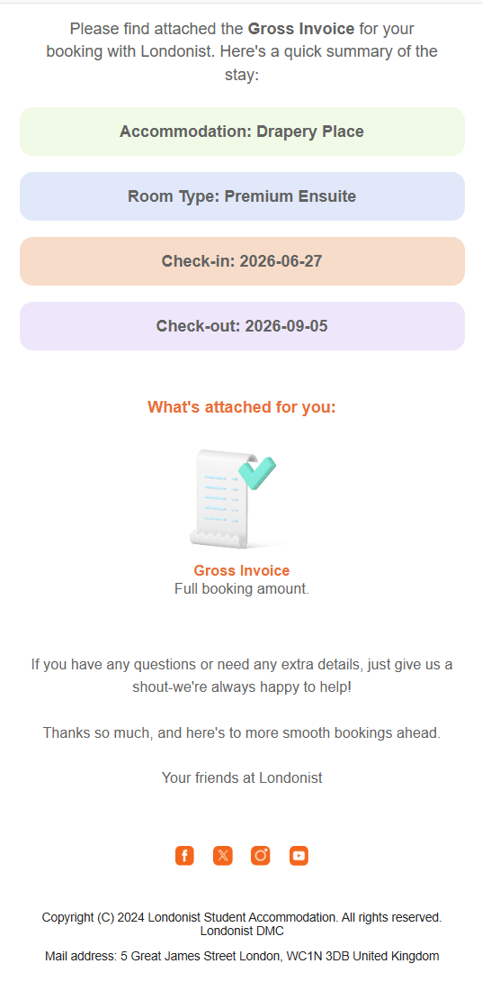 Please find attached the Gross Invoice for your
booking with Londonist. Here's a quick summary of the
stay:
Accommodation: Drapery Place
Room Type: Premium Ensuite
Check-in: 2026-06-27
Check-out: 2026-09-05
What's attached for you:
Gross Invoice
Full booking amount.
If you have any questions or need any extra details, just give us a
shout-we're always happy to help!
Thanks so much, and here's to more smooth bookings ahead.
Your friends at Londonist
Copyright (C) 2024 Londonist Student Accommodation. All rights reserved.
Londonist DMC
Mail address: 5 Great James Street London, WC1N 3DB United Kingdom